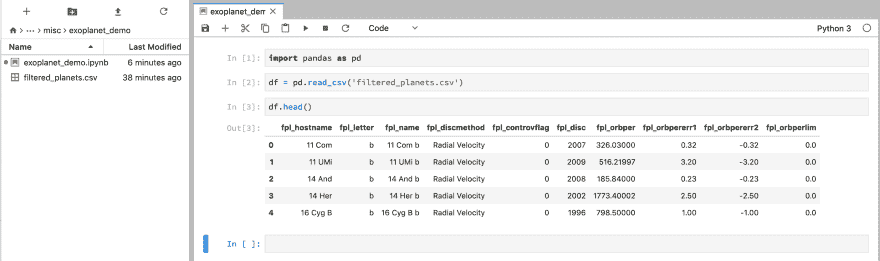 exoplanet_demo
Code
Python 3
> ··· > misc > exoplanet_demo
Name
Last Modified
exoplanet_demo.ipynb
6 minutes ago
filtered_planets.csv
38 minutes ago
In [1]: import pandas as pd
In [2]: df = pd.read_csv('filtered_planets.csv')
In [3]: df.head()
Out[3]: fpl_hostname fpl_letter fpl_name fpl_discmethod fpl_controvflag fpl_disc fpl_orbper fpl_orbpererr1 fpl_orbpererr2 fpl_orbperlim
0 11 Com b 11 Com b Radial Velocity 0 2007 326.03000 0.32 -0.32 0.0
1 11 UMi b 11 UMi b Radial Velocity 0 2009 516.21997 3.20 -3.20 0.0
2 14 And b 14 And b Radial Velocity 0 2008 185.84000 0.23 -0.23 0.0
3 14 Her b 14 Her b Radial Velocity 0 2002 1773.40002 2.50 -2.50 0.0
4 16 Cyg B b 16 Cyg B b Radial Velocity 0 1996 798.50000 1.00 -1.00 0.0
In [ ]: